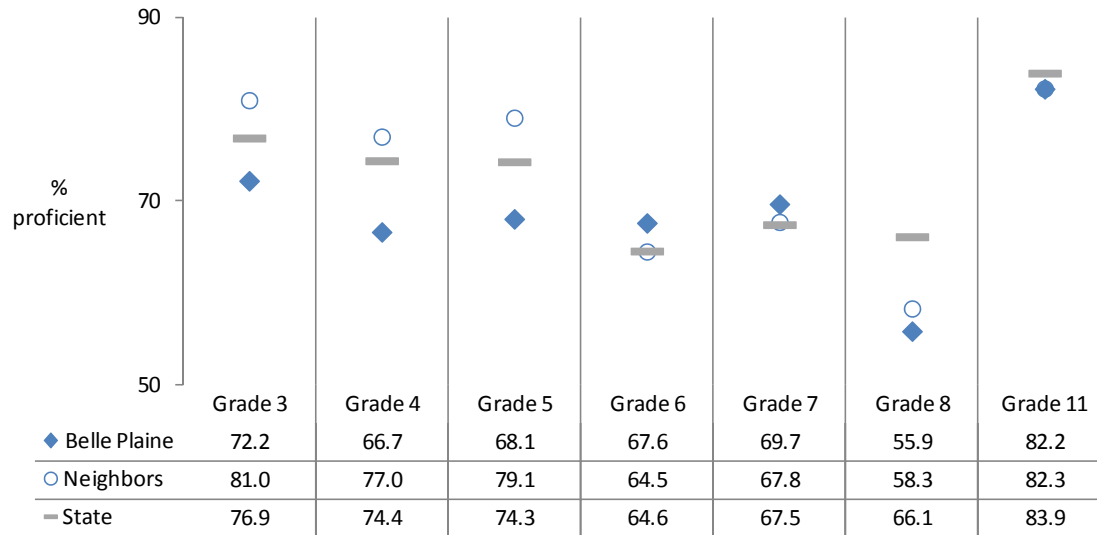 90
%
proficient
70
50
Grade 3 Grade 4 Grade 5 Grade 6 Grade 7 Grade 8 Grade 11
Belle Plaine 72.2 66.7 68.1 67.6 69.7 55.9 82.2
Neighbors 81.0 77.0 79.1 64.5 67.8 58.3 82.3
State 76.9 74.4 74.3 64.6 67.5 66.1 83.9